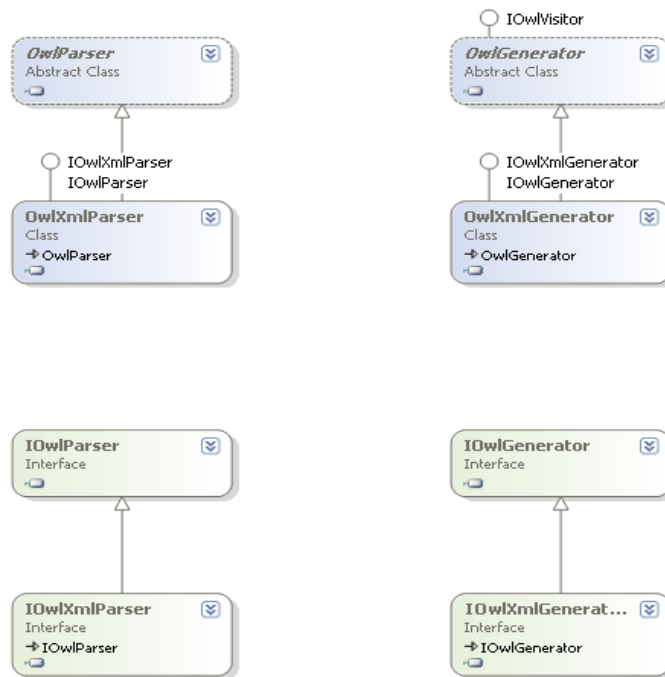 OwlParser
Abstract Class
IOwlXmlParser
IOwlParser
OwlXmlParser
Class
OwlParser
IOwlVisitor
OwlGenerator
Abstract Class
IOwlXmlGenerator
IOwlGenerator
OwlXmlGenerator
Class
OwlGenerator
IOwlParser
Interface
IOwlXmlParser
Interface
IOwlParser
IOwlGenerator
Interface
IOwlXmlGenerat...
Interface
IOwlGenerator